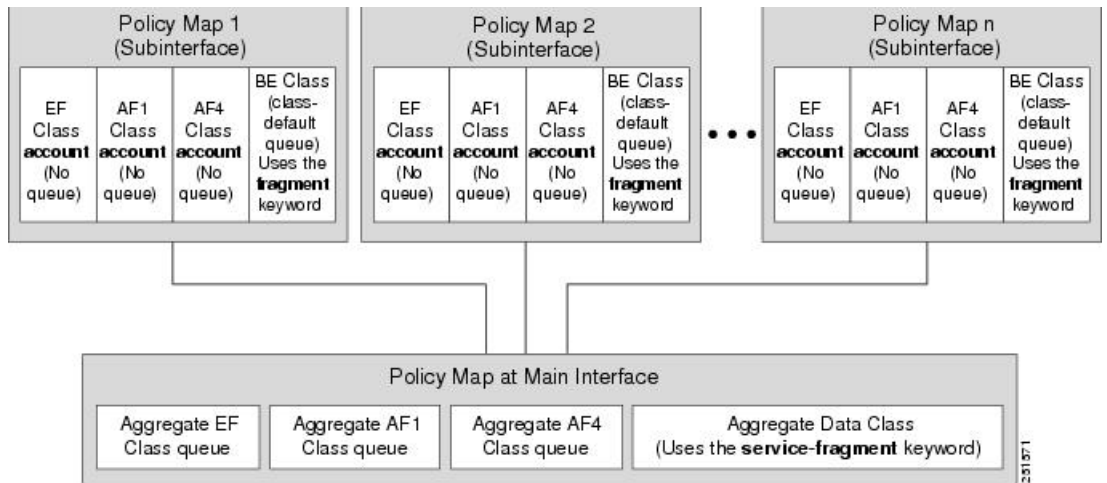 Policy Map 1
(Subinterface)
EF
Class
account
(No
queue)
AF1
Class
account
(No
queue)
AF4
Class
account
(No
queue)
BE Class
(class-
default
queue)
Uses the
fragment
keyword
Policy Map 2
(Subinterface)
EF
Class
account
(No
queue)
AF1
Class
account
(No
queue)
AF4
Class
account
(No
queue)
BE Class
(class-
default
queue)
Uses the
fragment
keyword
Policy Map n
(Subinterface)
EF
Class
account
(No
queue)
AF1
Class
account
(No
queue)
AF4
Class
account
(No
queue)
BE Class
(class-
default
queue)
Uses the
fragment
keyword
Policy Map at Main Interface
Aggregate EF
Class queue
Aggregate AF1
Class queue
Aggregate AF4
Class queue
Aggregate Data Class
(Uses the service-fragment keyword)
251571